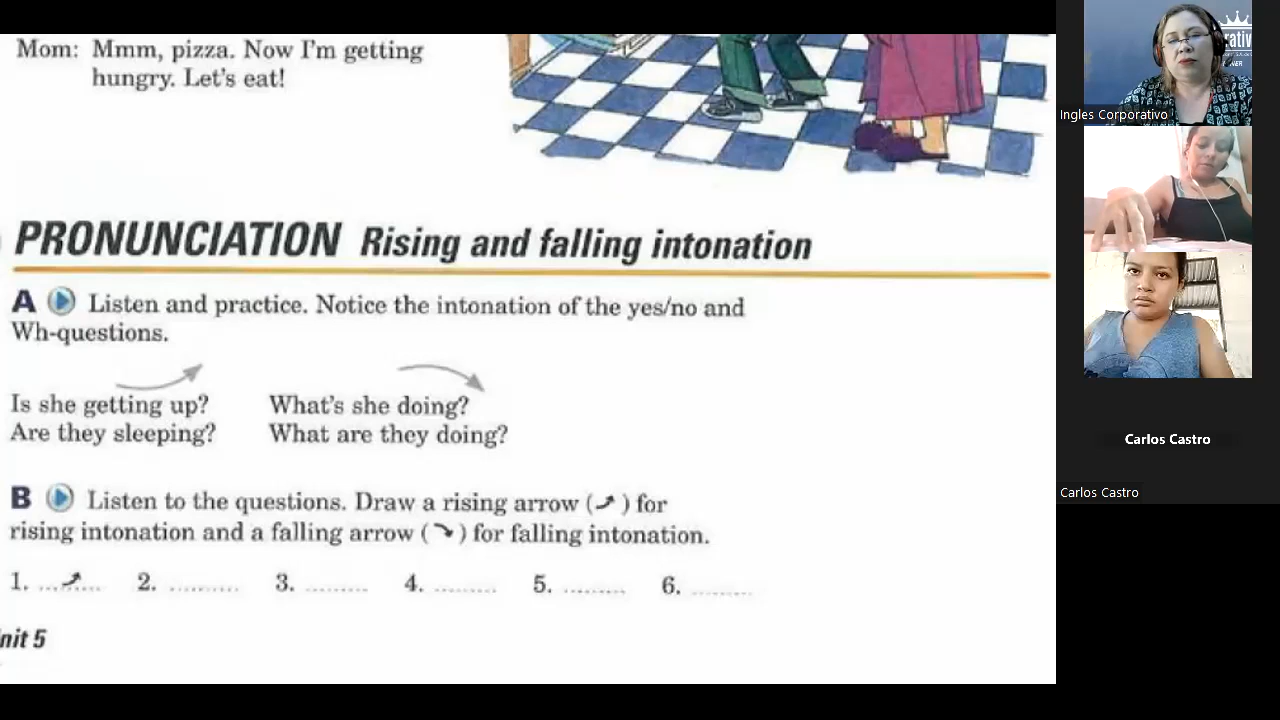 Mom: Mmm, pizza. Now I'm getting
hungry. Let's eat!
PRONUNCIATION Rising and falling intonation
A Listen and practice. Notice the intonation of the yes/no and
Wh-questions.
Is she getting up? What's she doing?
Are they sleeping? What are they doing?
B Listen to the questions. Draw a rising arrow (⤴) for
rising intonation and a falling arrow (⤵) for falling intonation.
1. ...⤴.... 2. .......... 3. ......... 4. ......... 5. ......... 6. .........
nit 5
Ingles Corporativo
Carlos Castro
Carlos Castro